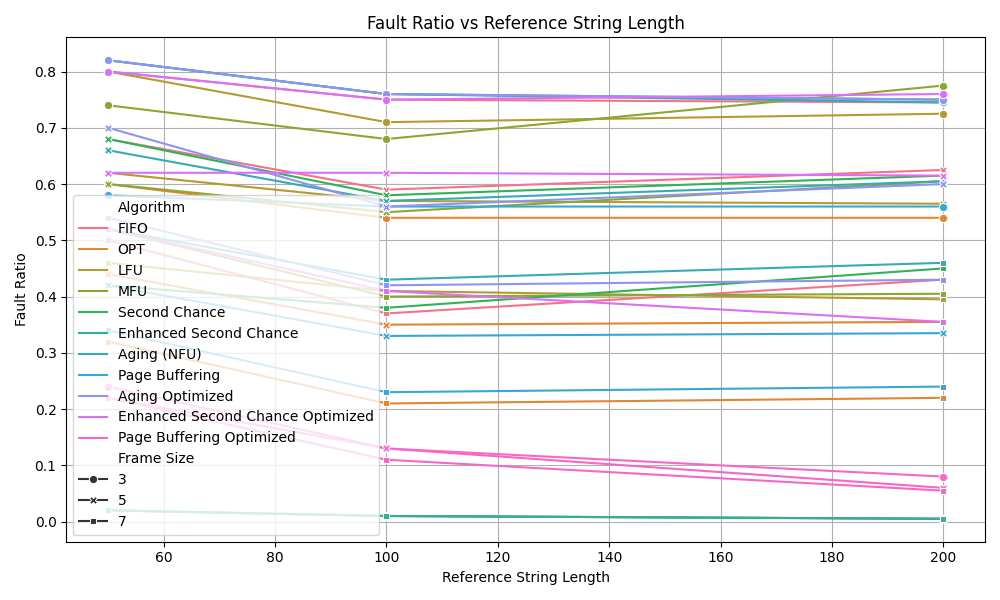 Fault Ratio vs Reference String Length
Fault Ratio
0.8
0.7
0.6
0.5
0.4
0.3
0.2
0.1
0.0
Algorithm
FIFO
OPT
LFU
MFU
Second Chance
Enhanced Second Chance
Aging (NFU)
Page Buffering
Aging Optimized
Enhanced Second Chance Optimized
Page Buffering Optimized
Frame Size
3
5
7
60 80 100 120 140 160 180 200
Reference String Length